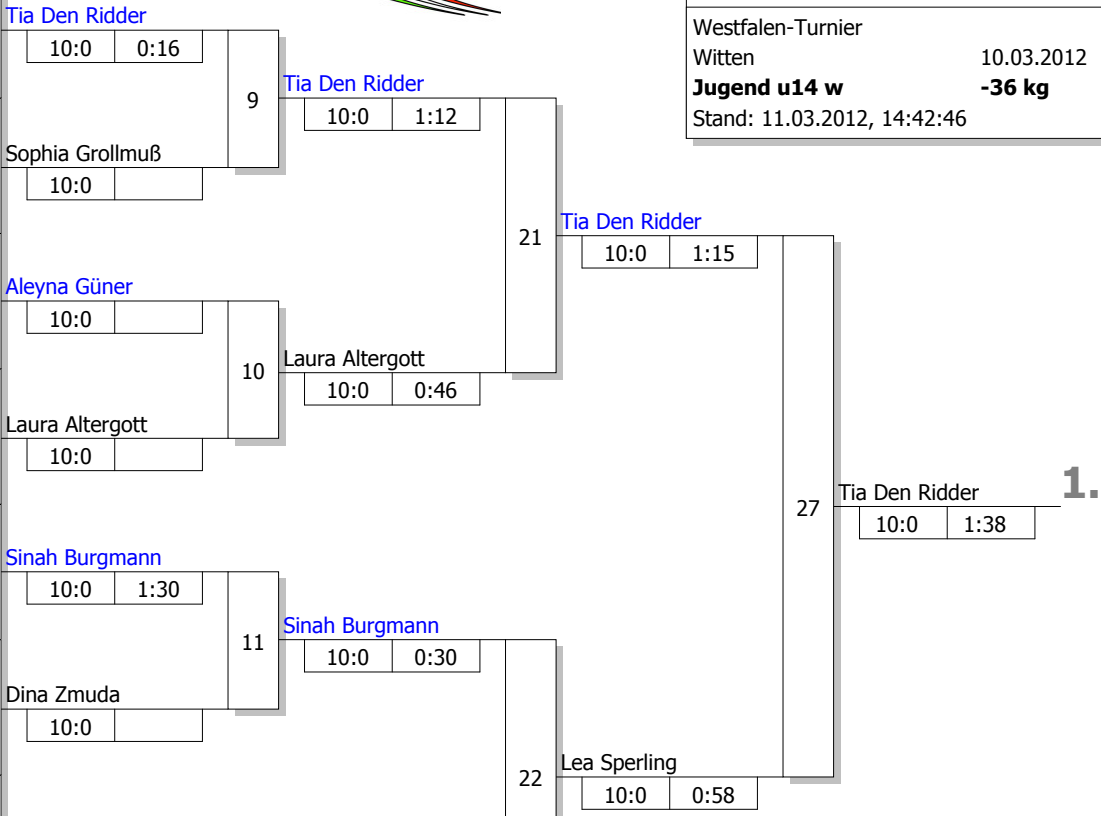 Westfalen-Turnier
Witten 10.03.2012
Jugend u14 w -36 kg
Stand: 11.03.2012, 14:42:46
Tia Den Ridder
10:0 0:16
9
Sophia Grollmuß
10:0
Tia Den Ridder
10:0 1:12
Aleyna Güner
10:0
10
Laura Altergott
10:0
Laura Altergott
10:0 0:46
21
Tia Den Ridder
10:0 1:15
Sinah Burgmann
10:0 1:30
11
Dina Zmuda
10:0
Sinah Burgmann
10:0 0:30
22
Lea Sperling
10:0 0:58
27
Tia Den Ridder 1.
10:0 1:38